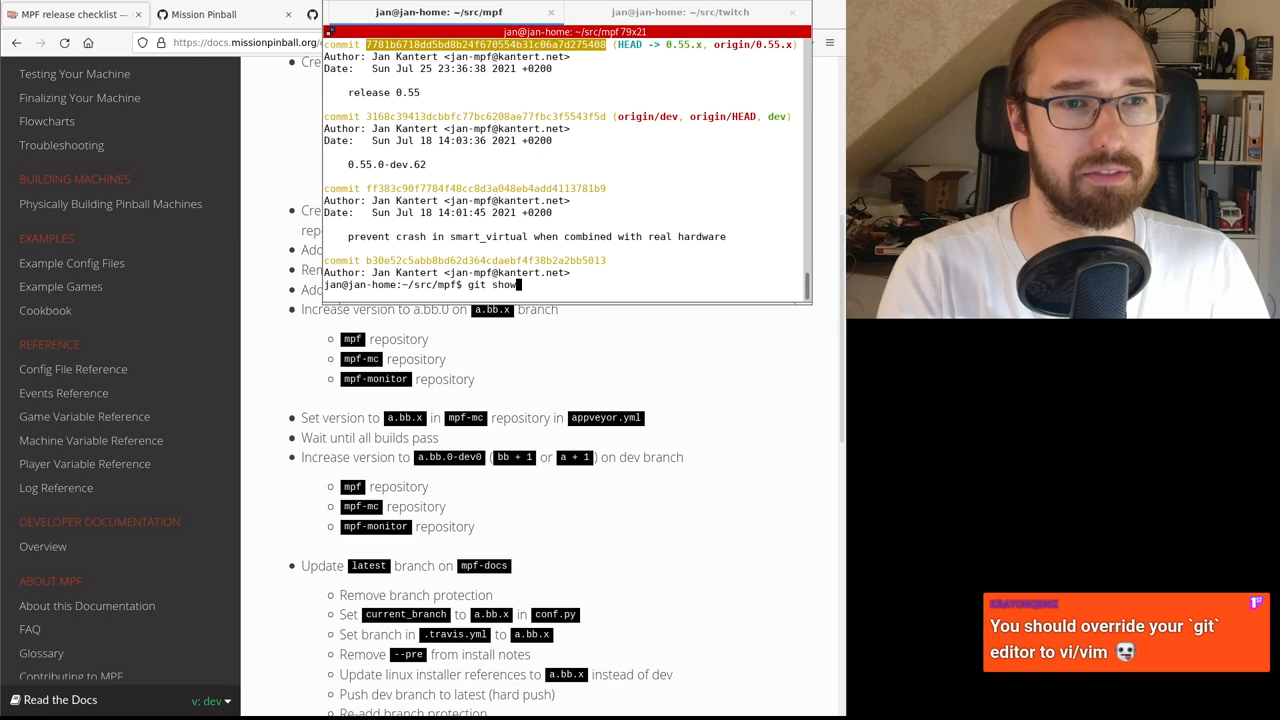 MPF release checklist —
Mission Pinball
jan@jan-home: ~/src/mpf
jan@jan-home: ~/src/twitch
jan@jan-home: ~/src/mpf 79x21
https://docs.missionpinball.org/
commit 7781b6718dd5bd8b24f670554b31c06a7d275408 (HEAD -> 0.55.x, origin/0.55.x)
Author: Jan Kantert <jan-mpf@kantert.net>
Date:   Sun Jul 25 23:36:38 2021 +0200
release 0.55
commit 3168c39413dcbbfc77bc6208ae77fbc3f5543f5d (origin/dev, origin/HEAD, dev)
Author: Jan Kantert <jan-mpf@kantert.net>
Date:   Sun Jul 18 14:03:36 2021 +0200
0.55.0-dev.62
commit ff383c90f7784f48cc8d3a048eb4add4113781b9
Author: Jan Kantert <jan-mpf@kantert.net>
Date:   Sun Jul 18 14:01:45 2021 +0200
prevent crash in smart_virtual when combined with real hardware
commit b30e52c5abb8bd62d364cdaebf4f38b2a2bb5013
Author: Jan Kantert <jan-mpf@kantert.net>
jan@jan-home:~/src/mpf$ git show
Testing Your Machine
Finalizing Your Machine
Flowcharts
Troubleshooting
BUILDING MACHINES
Physically Building Pinball Machines
EXAMPLES
Example Config Files
Example Games
Cookbook
REFERENCE
Config File Reference
Events Reference
Game Variable Reference
Machine Variable Reference
Player Variable Reference
Log Reference
DEVELOPER DOCUMENTATION
Overview
ABOUT MPF
About this Documentation
FAQ
Glossary
Contributing to MPF
Read the Docs
v: dev
Cre
Cre
repo
Add
Rem
Add
Increase version to a.bb.0 on a.bb.x branch
mpf repository
mpf-mc repository
mpf-monitor repository
Set version to a.bb.x in mpf-mc repository in appveyor.yml
Wait until all builds pass
Increase version to a.bb.0-dev0 (bb + 1 or a + 1) on dev branch
mpf repository
mpf-mc repository
mpf-monitor repository
Update latest branch on mpf-docs
Remove branch protection
Set current_branch to a.bb.x in conf.py
Set branch in .travis.yml to a.bb.x
Remove --pre from install notes
Update linux installer references to a.bb.x instead of dev
Push dev branch to latest (hard push)
Re-add branch protection
1st
You should override your `git`
editor to vi/vim